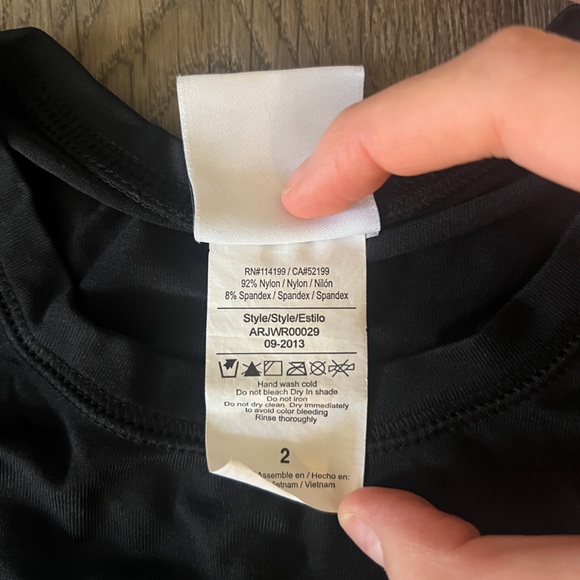 RN#114199 / CA#52199
92% Nylon / Nylon / Nilón
8% Spandex / Spandex / Spandex
Style/Style/Estilo
ARJWR00029
09-2013
Hand wash cold
Do not bleach Dry In shade
Do not iron
Do not dry clean Dry immediately
to avoid color bleeding
Rinse thoroughly
2
Assemble en / Hecho en:
etnam / Vietnam